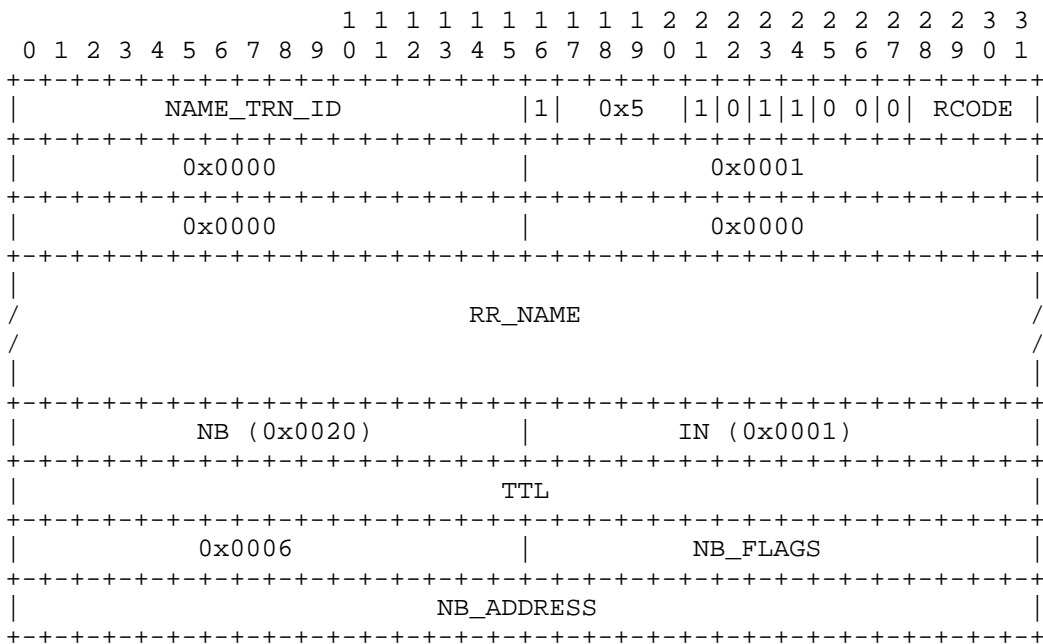 1 1 1 1 1 1 1 1 1 1 2 2 2 2 2 2 2 2 2 2 3 3
 0 1 2 3 4 5 6 7 8 9 0 1 2 3 4 5 6 7 8 9 0 1 2 3 4 5 6 7 8 9 0 1
+-+-+-+-+-+-+-+-+-+-+-+-+-+-+-+-+-+-+-+-+-+-+-+-+-+-+-+-+-+-+-+-+
|         NAME_TRN_ID           |1|  0x5  |1|0|1|1|0 0|0| RCODE |
+-+-+-+-+-+-+-+-+-+-+-+-+-+-+-+-+-+-+-+-+-+-+-+-+-+-+-+-+-+-+-+-+
|          0x0000               |           0x0001              |
+-+-+-+-+-+-+-+-+-+-+-+-+-+-+-+-+-+-+-+-+-+-+-+-+-+-+-+-+-+-+-+-+
|          0x0000               |           0x0000              |
+-+-+-+-+-+-+-+-+-+-+-+-+-+-+-+-+-+-+-+-+-+-+-+-+-+-+-+-+-+-+-+-+
|                                                               |
/                            RR_NAME                            /
/                                                               /
|                                                               |
+-+-+-+-+-+-+-+-+-+-+-+-+-+-+-+-+-+-+-+-+-+-+-+-+-+-+-+-+-+-+-+-+
|           NB (0x0020)         |         IN (0x0001)           |
+-+-+-+-+-+-+-+-+-+-+-+-+-+-+-+-+-+-+-+-+-+-+-+-+-+-+-+-+-+-+-+-+
|                              TTL                              |
+-+-+-+-+-+-+-+-+-+-+-+-+-+-+-+-+-+-+-+-+-+-+-+-+-+-+-+-+-+-+-+-+
|           0x0006              |          NB_FLAGS             |
+-+-+-+-+-+-+-+-+-+-+-+-+-+-+-+-+-+-+-+-+-+-+-+-+-+-+-+-+-+-+-+-+
|                          NB_ADDRESS                           |
+-+-+-+-+-+-+-+-+-+-+-+-+-+-+-+-+-+-+-+-+-+-+-+-+-+-+-+-+-+-+-+-+